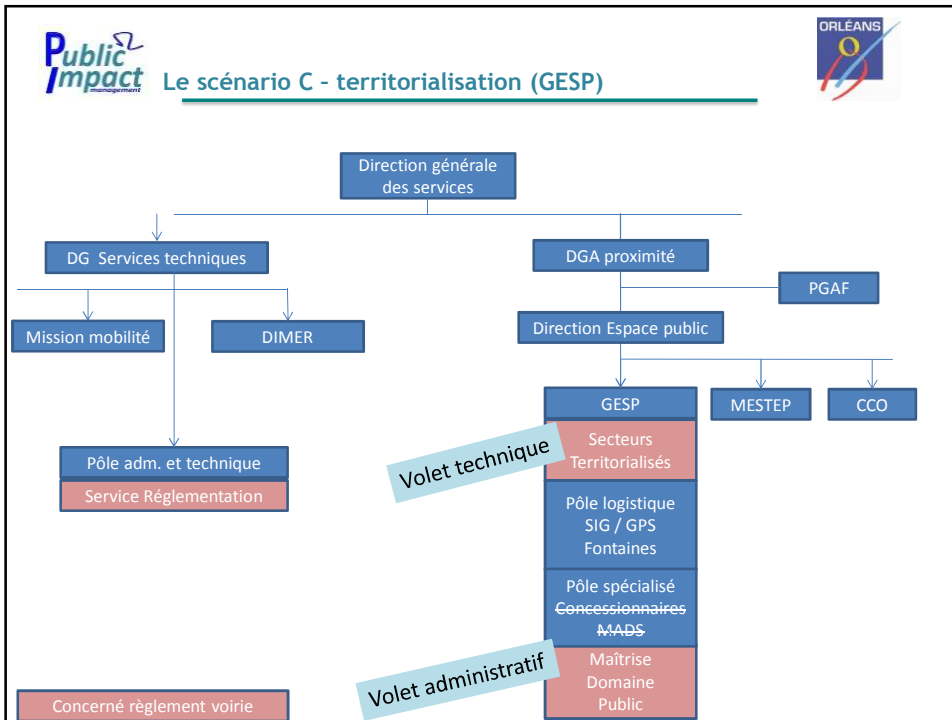 Public
Impact
management
Le scénario C - territorialisation (GESP)
ORLÉANS
Direction générale
des services
DG Services techniques
DGA proximité
PGAF
Mission mobilité
DIMER
Direction Espace public
GESP
MESTEP
CCO
Volet technique
Secteurs
Territorialisés
Pôle adm. et technique
Service Réglementation
Pôle logistique
SIG / GPS
Fontaines
Pôle spécialisé
Concessionnaires
MADS
Volet administratif
Maîtrise
Domaine
Public
Concerné règlement voirie